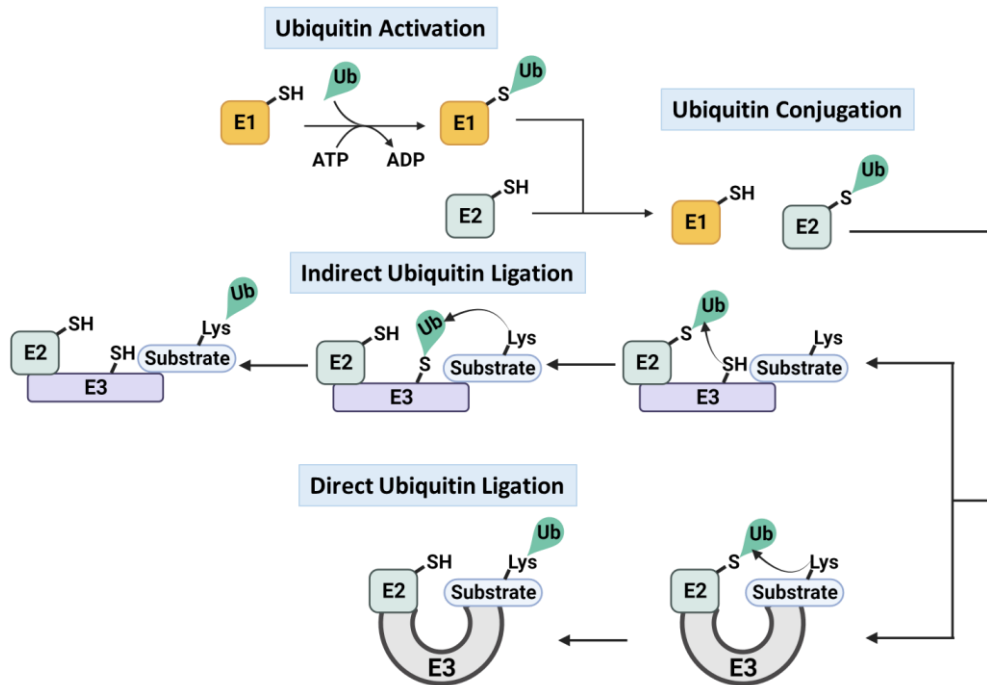 Ubiquitin Activation
SH
Ub
E1
ATP
ADP
S
Ub
E1
SH
E2
Ubiquitin Conjugation
SH
E1
Ub
S
E2
Indirect Ubiquitin Ligation
Ub
S
Lys
E2
SH
Substrate
E3
SH
Ub
Lys
E2
S
Substrate
E3
Ub
Lys
SH
E2
SH
Substrate
E3
Direct Ubiquitin Ligation
Ub
S
Lys
E2
Substrate
E3
Ub
SH
Lys
E2
Substrate
E3